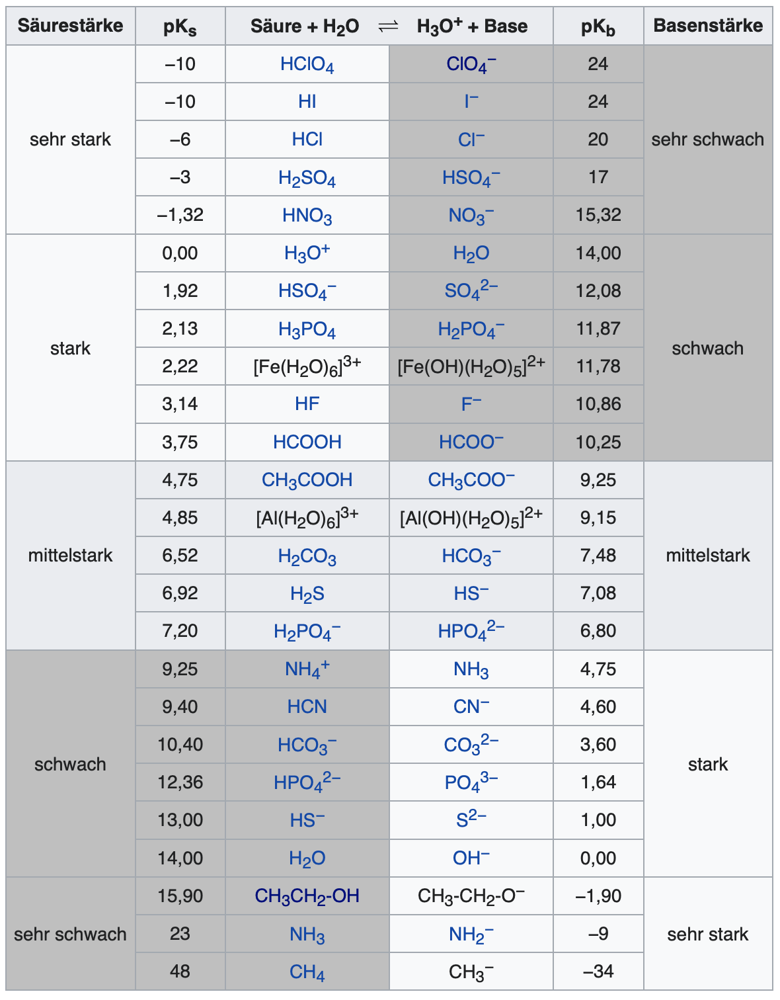 Säurestärke pKs Säure + H2O ⇌ H3O+ + Base pKb Basenstärke
sehr stark −10 HClO4 ClO4− 24 sehr schwach
−10 HI I− 24
−6 HCl Cl− 20
−3 H2SO4 HSO4− 17
−1,32 HNO3 NO3− 15,32
stark 0,00 H3O+ H2O 14,00 schwach
1,92 HSO4− SO42− 12,08
2,13 H3PO4 H2PO4− 11,87
2,22 [Fe(H2O)6]3+ [Fe(OH)(H2O)5]2+ 11,78
3,14 HF F− 10,86
3,75 HCOOH HCOO− 10,25
mittelstark 4,75 CH3COOH CH3COO− 9,25 mittelstark
4,85 [Al(H2O)6]3+ [Al(OH)(H2O)5]2+ 9,15
6,52 H2CO3 HCO3− 7,48
6,92 H2S HS− 7,08
7,20 H2PO4− HPO42− 6,80
schwach 9,25 NH4+ NH3 4,75 stark
9,40 HCN CN− 4,60
10,40 HCO3− CO32− 3,60
12,36 HPO42− PO43− 1,64
13,00 HS− S2− 1,00
14,00 H2O OH− 0,00
sehr schwach 15,90 CH3CH2-OH CH3-CH2-O− −1,90 sehr stark
23 NH3 NH2− −9
48 CH4 CH3− −34